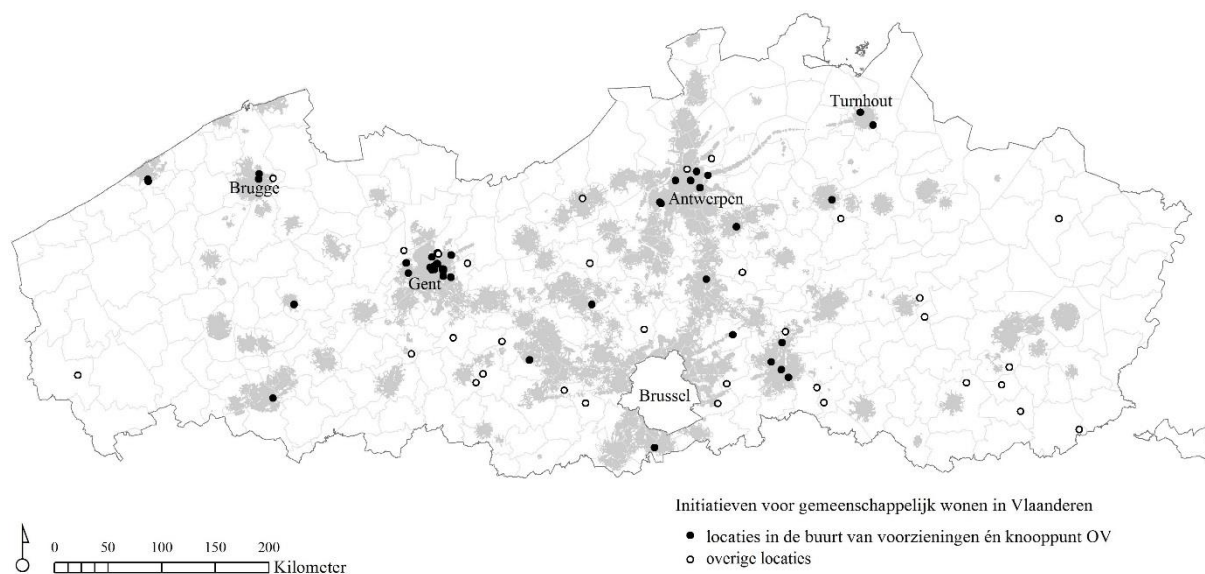 Turnhout
Brugge
Antwerpen
Gent
Brussel
Initiatieven voor gemeenschappelijk wonen in Vlaanderen
locaties in de buurt van voorzieningen én knooppunt OV
overige locaties
0 50 100 150 200
Kilometer